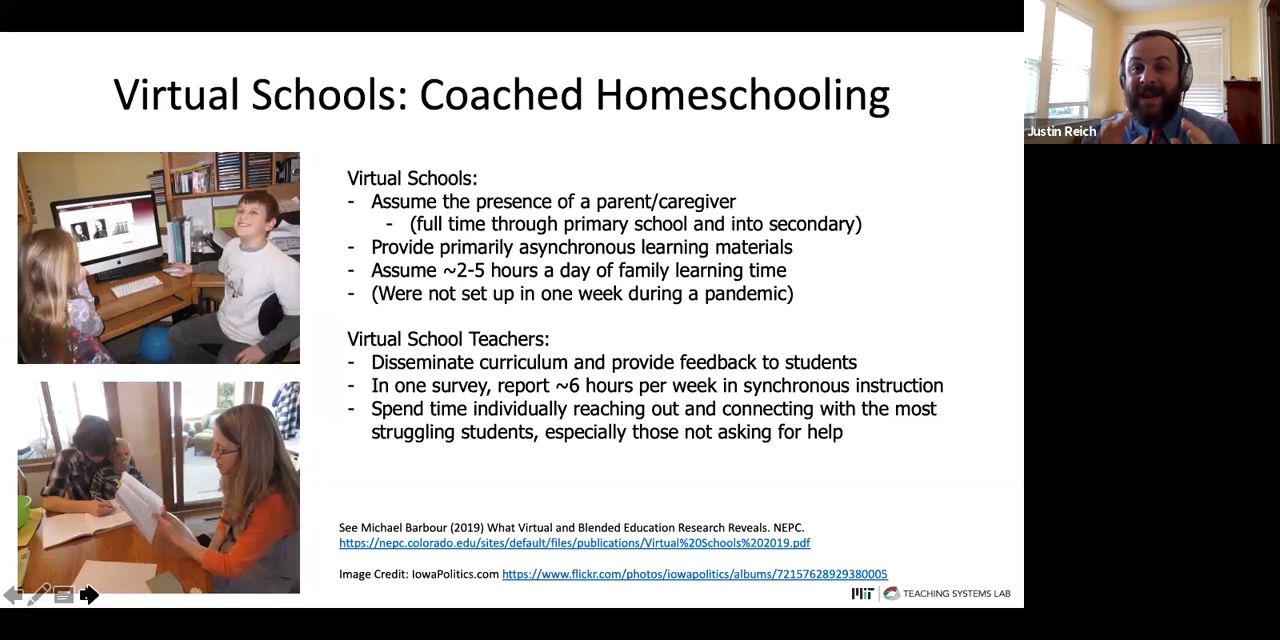 Virtual Schools: Coached Homeschooling
Justin Reich
Virtual Schools:
- Assume the presence of a parent/caregiver
- (full time through primary school and into secondary)
- Provide primarily asynchronous learning materials
- Assume ~2-5 hours a day of family learning time
- (Were not set up in one week during a pandemic)
Virtual School Teachers:
- Disseminate curriculum and provide feedback to students
- In one survey, report ~6 hours per week in synchronous instruction
- Spend time individually reaching out and connecting with the most
struggling students, especially those not asking for help
See Michael Barbour (2019) What Virtual and Blended Education Research Reveals. NEPC.
https://nepc.colorado.edu/sites/default/files/publications/Virtual%20Schools%202019.pdf
Image Credit: IowaPolitics.com https://www.flickr.com/photos/iowapolitics/albums/72157628929380005
MIT TEACHING SYSTEMS LAB